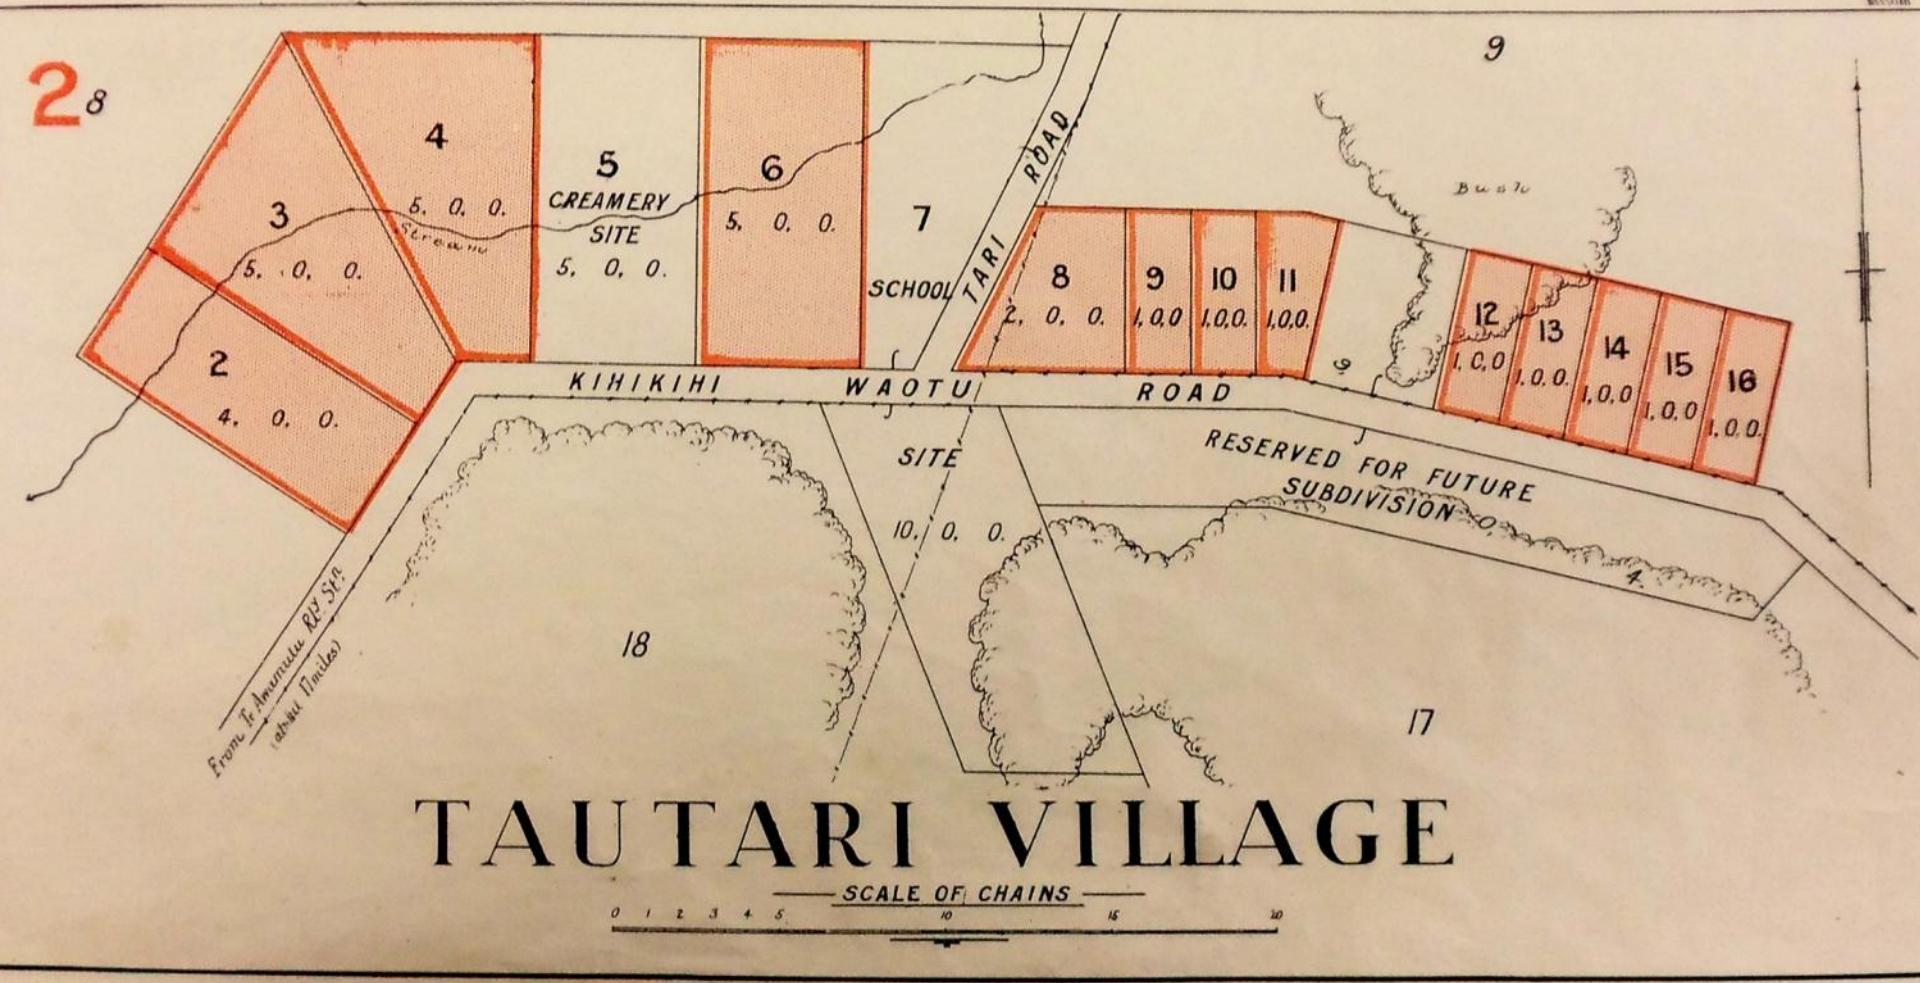 2 8
9
4
5. 0. 0.
Stream
3
5. 0. 0.
2
4. 0. 0.
5
CREAMERY
SITE
5. 0. 0.
6
5. 0. 0.
7
SCHOOL
TARI ROAD
8
2. 0. 0.
9
1,0,0
10
1,0,0.
11
1,0,0.
9.
Bush
12
1,0,0
13
1,0,0.
14
1,0,0
15
1,0,0
16
1,0,0.
KIHIKIHI WAOTU ROAD
SITE
10. 0. 0.
RESERVED FOR FUTURE
SUBDIVISION
4.
From Te Awamutu Rly. Stn.
(about 17 miles)
18
17
TAUTARI VILLAGE
SCALE OF CHAINS
0 1 2 3 4 5 10 15 20